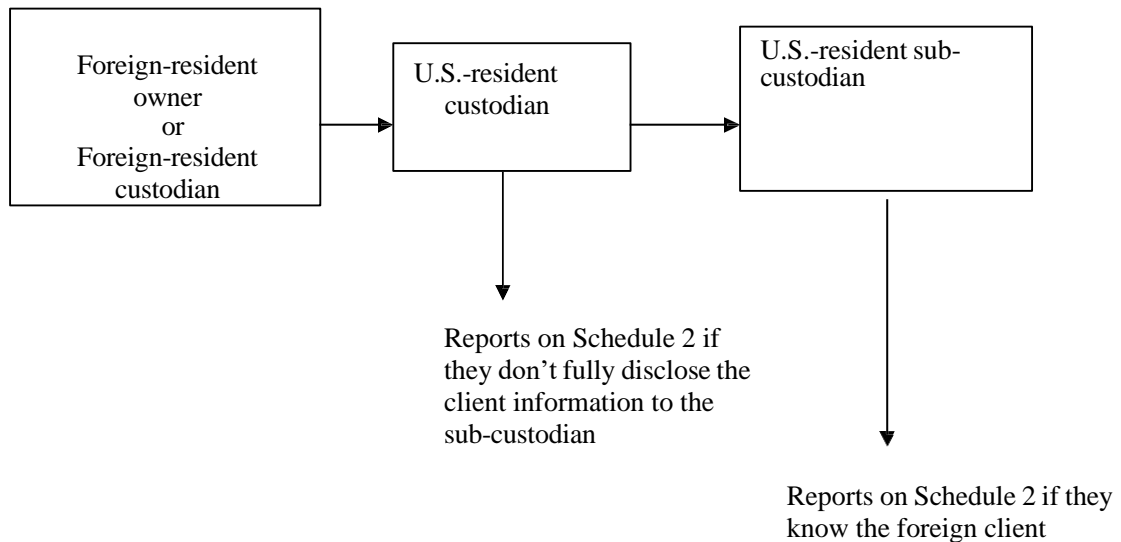 Foreign-resident
owner
or
Foreign-resident
custodian
U.S.-resident
custodian
U.S.-resident sub-
custodian
Reports on Schedule 2 if
they don’t fully disclose the
client information to the
sub-custodian
Reports on Schedule 2 if they
know the foreign client